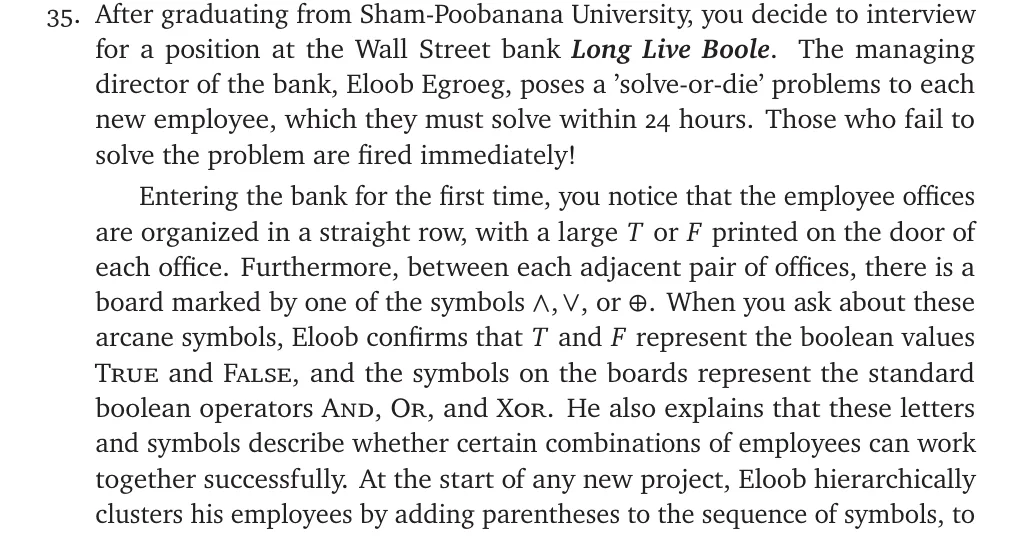 35. After graduating from Sham-Poobanana University, you decide to interview
for a position at the Wall Street bank Long Live Boole. The managing
director of the bank, Eloob Egroeg, poses a ’solve-or-die’ problems to each
new employee, which they must solve within 24 hours. Those who fail to
solve the problem are fired immediately!
Entering the bank for the first time, you notice that the employee offices
are organized in a straight row, with a large T or F printed on the door of
each office. Furthermore, between each adjacent pair of offices, there is a
board marked by one of the symbols ∧, ∨, or ⊕. When you ask about these
arcane symbols, Eloob confirms that T and F represent the boolean values
TRUE and FALSE, and the symbols on the boards represent the standard
boolean operators AND, OR, and XOR. He also explains that these letters
and symbols describe whether certain combinations of employees can work
together successfully. At the start of any new project, Eloob hierarchically
clusters his employees by adding parentheses to the sequence of symbols, to